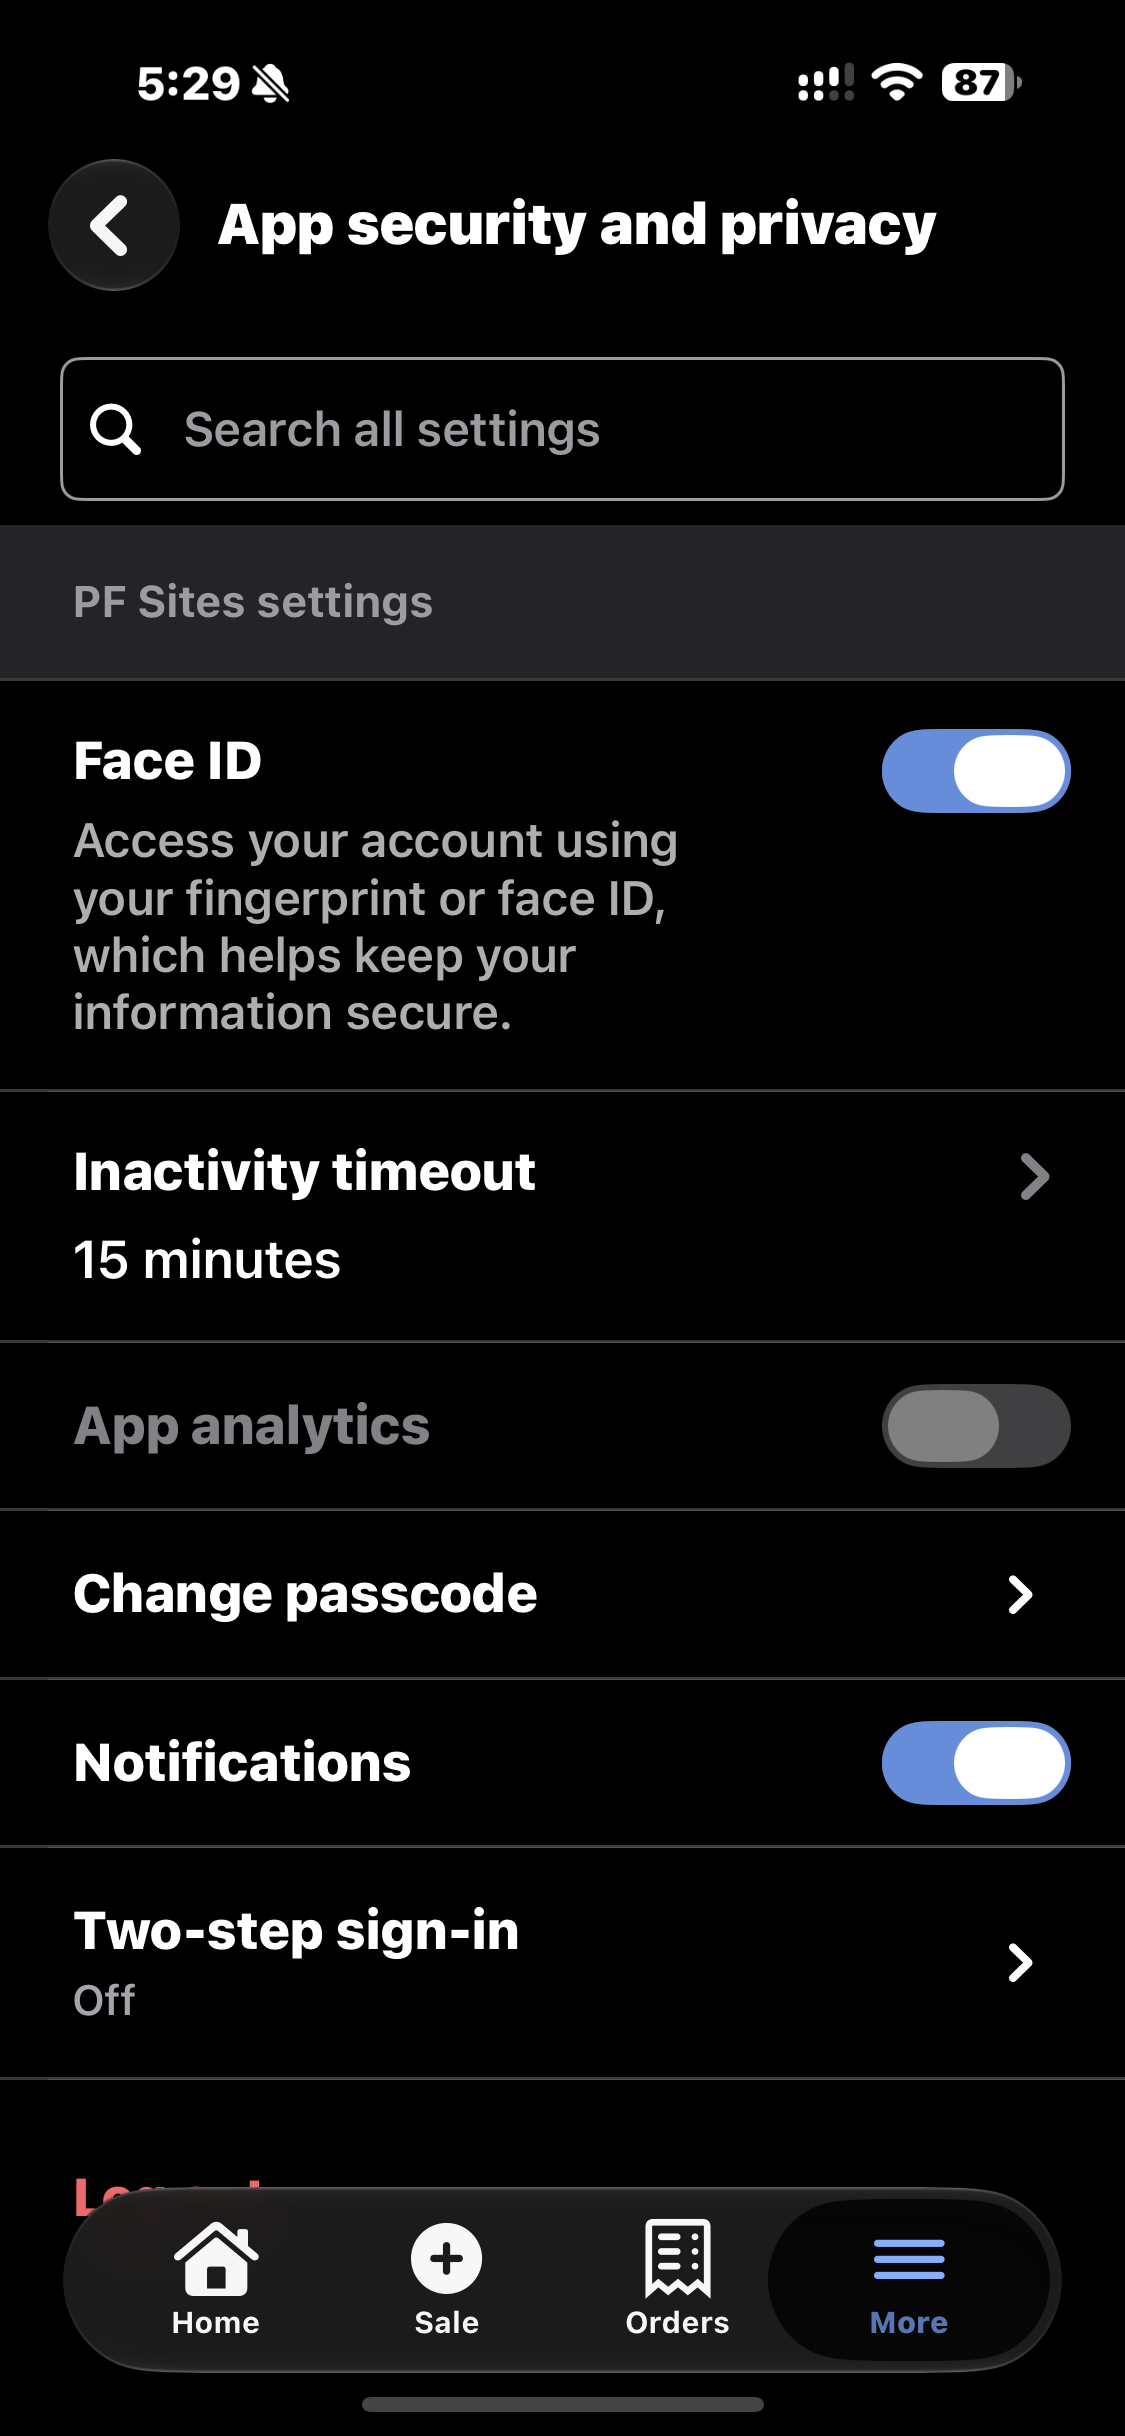 5:29
87
App security and privacy
Search all settings
PF Sites settings
Face ID
Access your account using
your fingerprint or face ID,
which helps keep your
information secure.
Inactivity timeout
15 minutes
App analytics
Change passcode
Notifications
Two-step sign-in
Off
Home
Sale
Orders
More